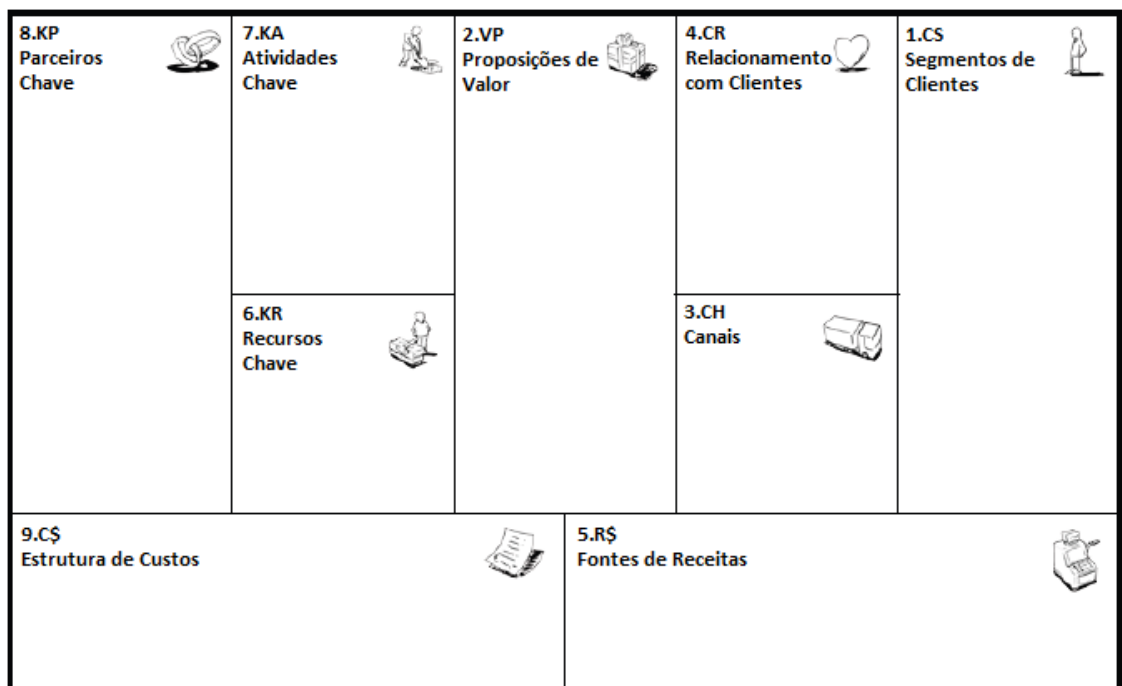 8.KP
Parceiros
Chave
7.KA
Atividades
Chave
2.VP
Proposições de
Valor
4.CR
Relacionamento
com Clientes
1.CS
Segmentos de
Clientes
6.KR
Recursos
Chave
3.CH
Canais
9.C$
Estrutura de Custos
5.R$
Fontes de Receitas